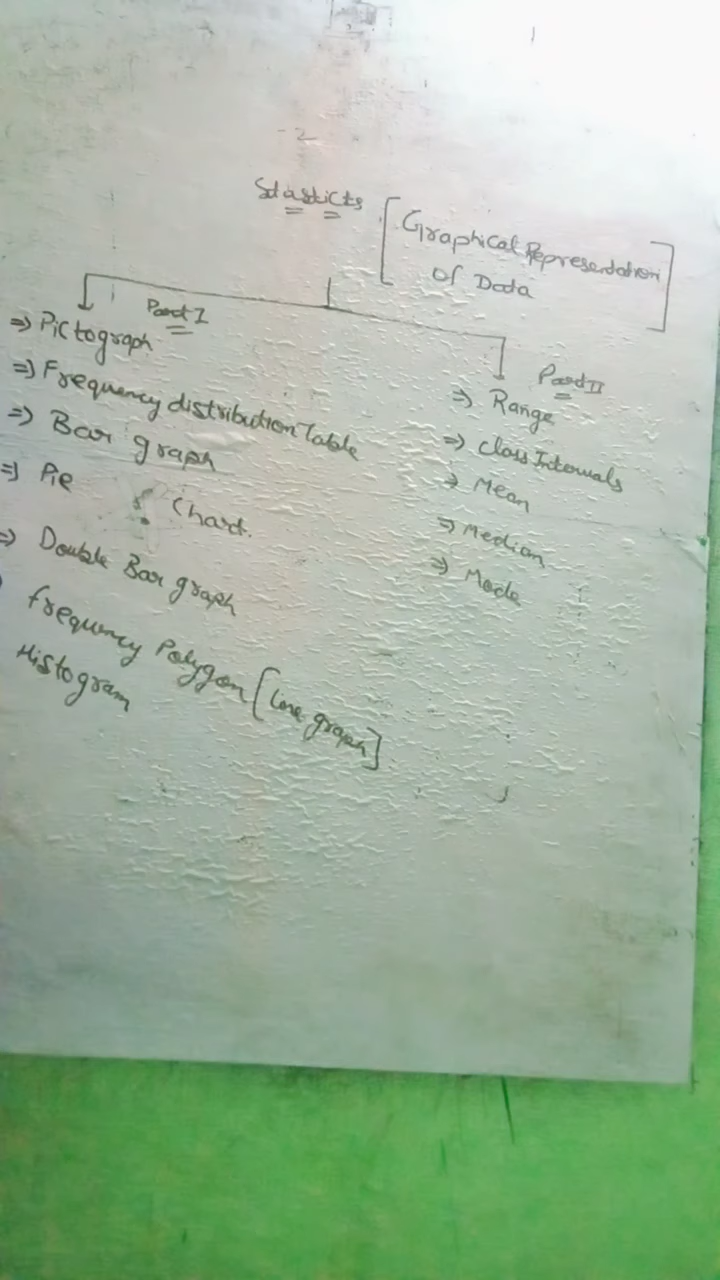 Stasticts [Graphical Representation
of Data]
Part I
⇒ Pictograph
⇒ Frequency distribution Table
⇒ Bar graph
⇒ Pie Chart.
⇒ Double Bar graph
Frequency Polygon [Line graph]
Histogram
Part II
⇒ Range
⇒ Class Intervals
⇒ Mean
⇒ Median
⇒ Mode